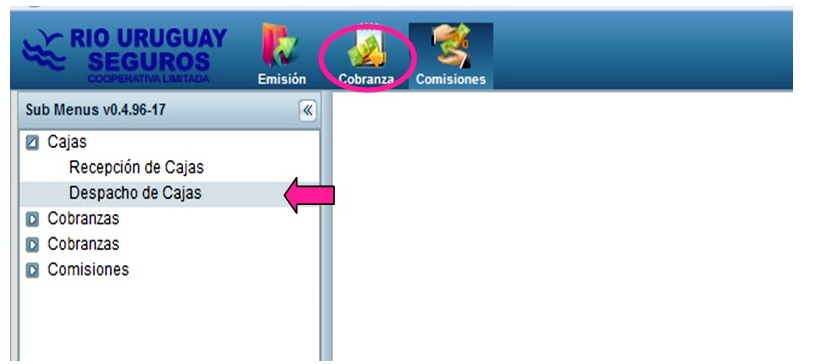 RIO URUGUAY
SEGUROS
COOPERATIVA LIMITADA
Emisión
Cobranza
Comisiones
Sub Menus v0.4.96-17
Cajas
Recepción de Cajas
Despacho de Cajas
Cobranzas
Cobranzas
Comisiones